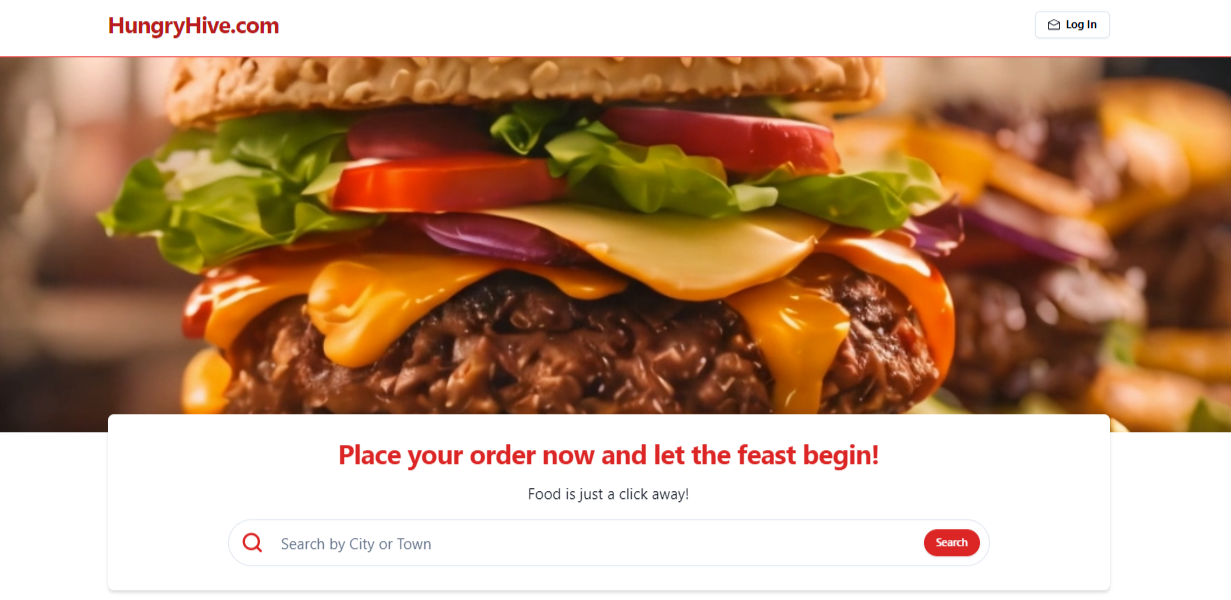 HungryHive.com
Log In
Place your order now and let the feast begin!
Food is just a click away!
Search by City or Town
Search